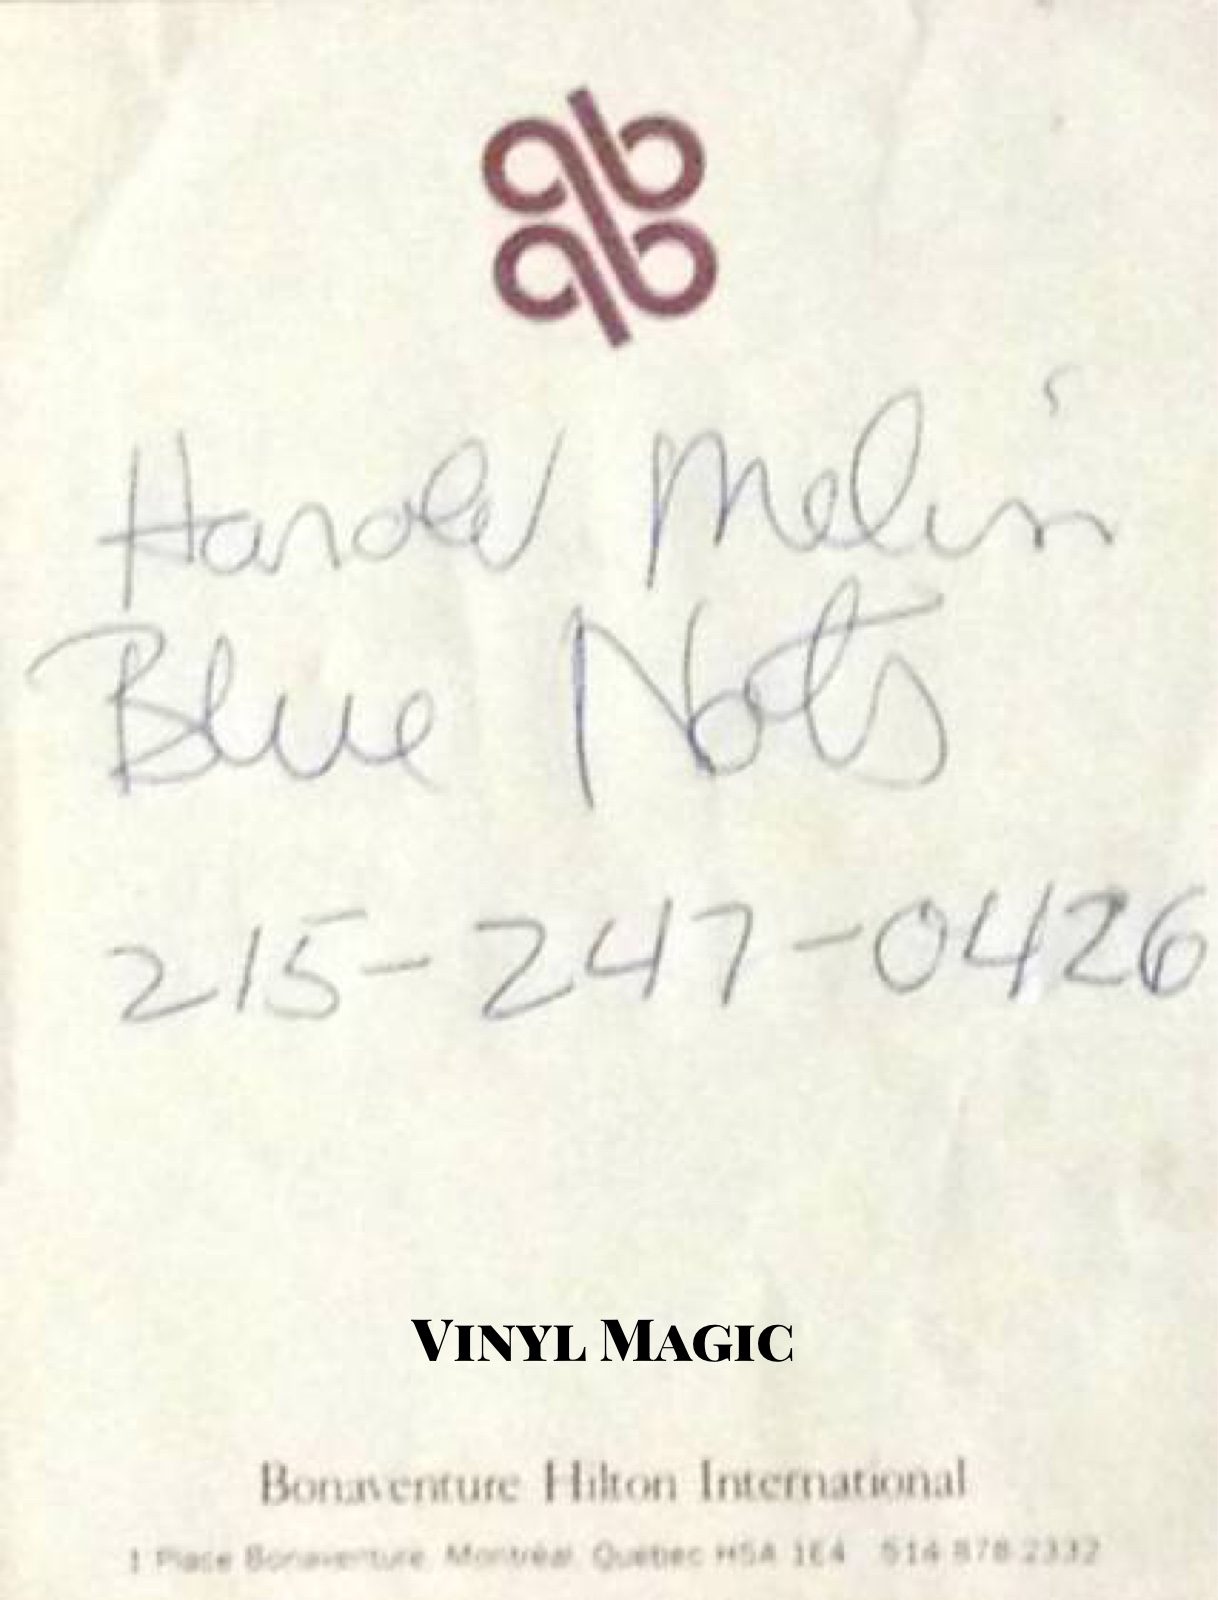 Harold Melvin
Blue Nots
215-247-0426
VINYL MAGIC
Bonaventure Hilton International
1 Place Bonaventure, Montréal, Québec H5A 1E4 514 878 2332